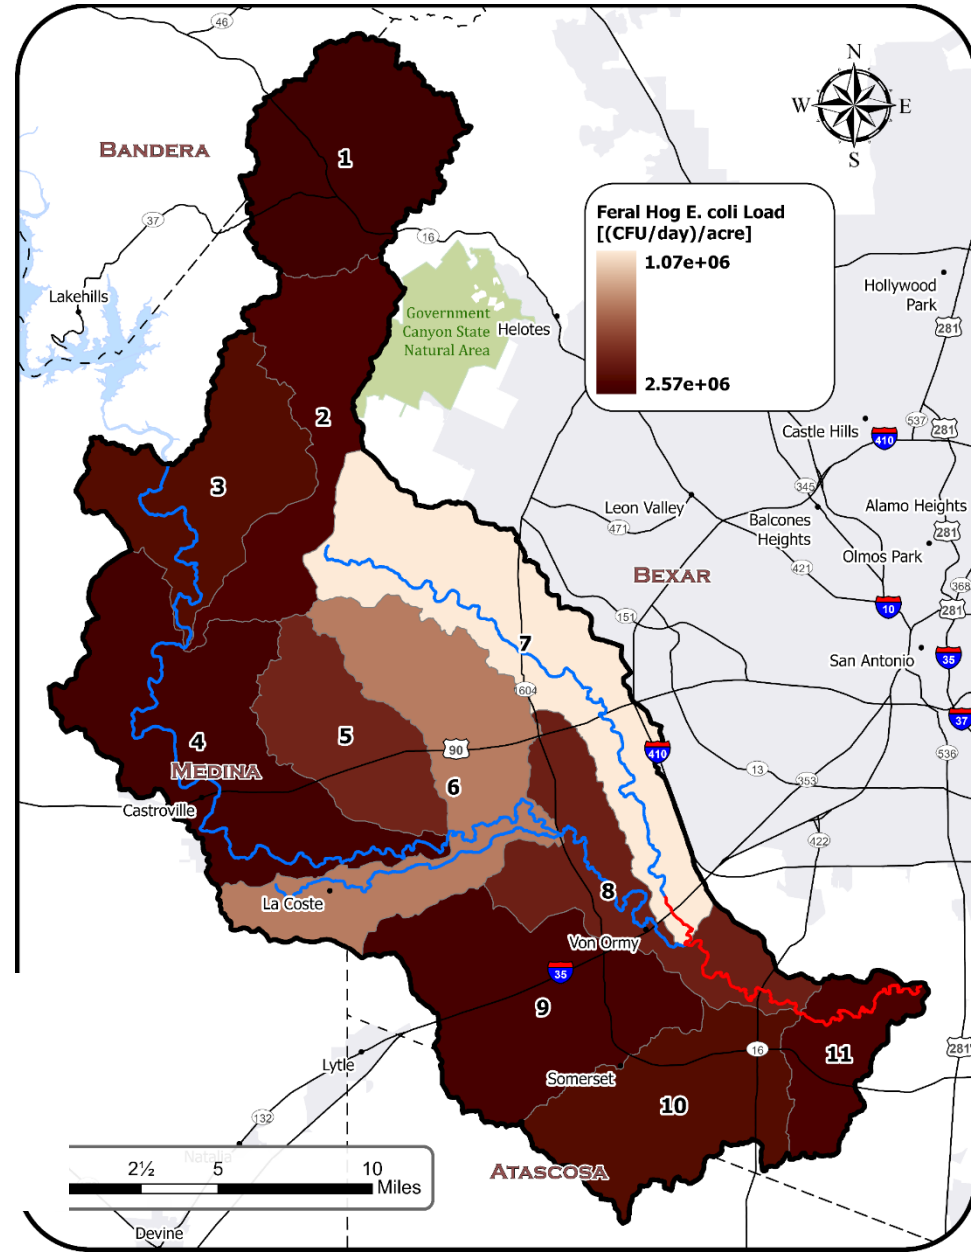 46
N
W
E
S
BANDERA
1
37
16
Feral Hog E. coli Load
[(CFU/day)/acre]
1.07e+06
2.57e+06
Hollywood
Park
281
Lakehills
Government
Canyon State
Natural Area
Helotes
2
Castle Hills
537
281
410
3
345
Leon Valley
471
Balcones
Heights
Alamo Heights
281
Olmos Park
421
BEXAR
368
10
281
151
7
San Antonio
35
1604
37
5
4
90
410
536
MEDINA
13
353
6
Castroville
422
La Coste
8
Von Ormy
35
9
11
281
16
Lytle
Somerset
10
132
Natalia
ATASCOSA
2½
5
10
Miles
Devine